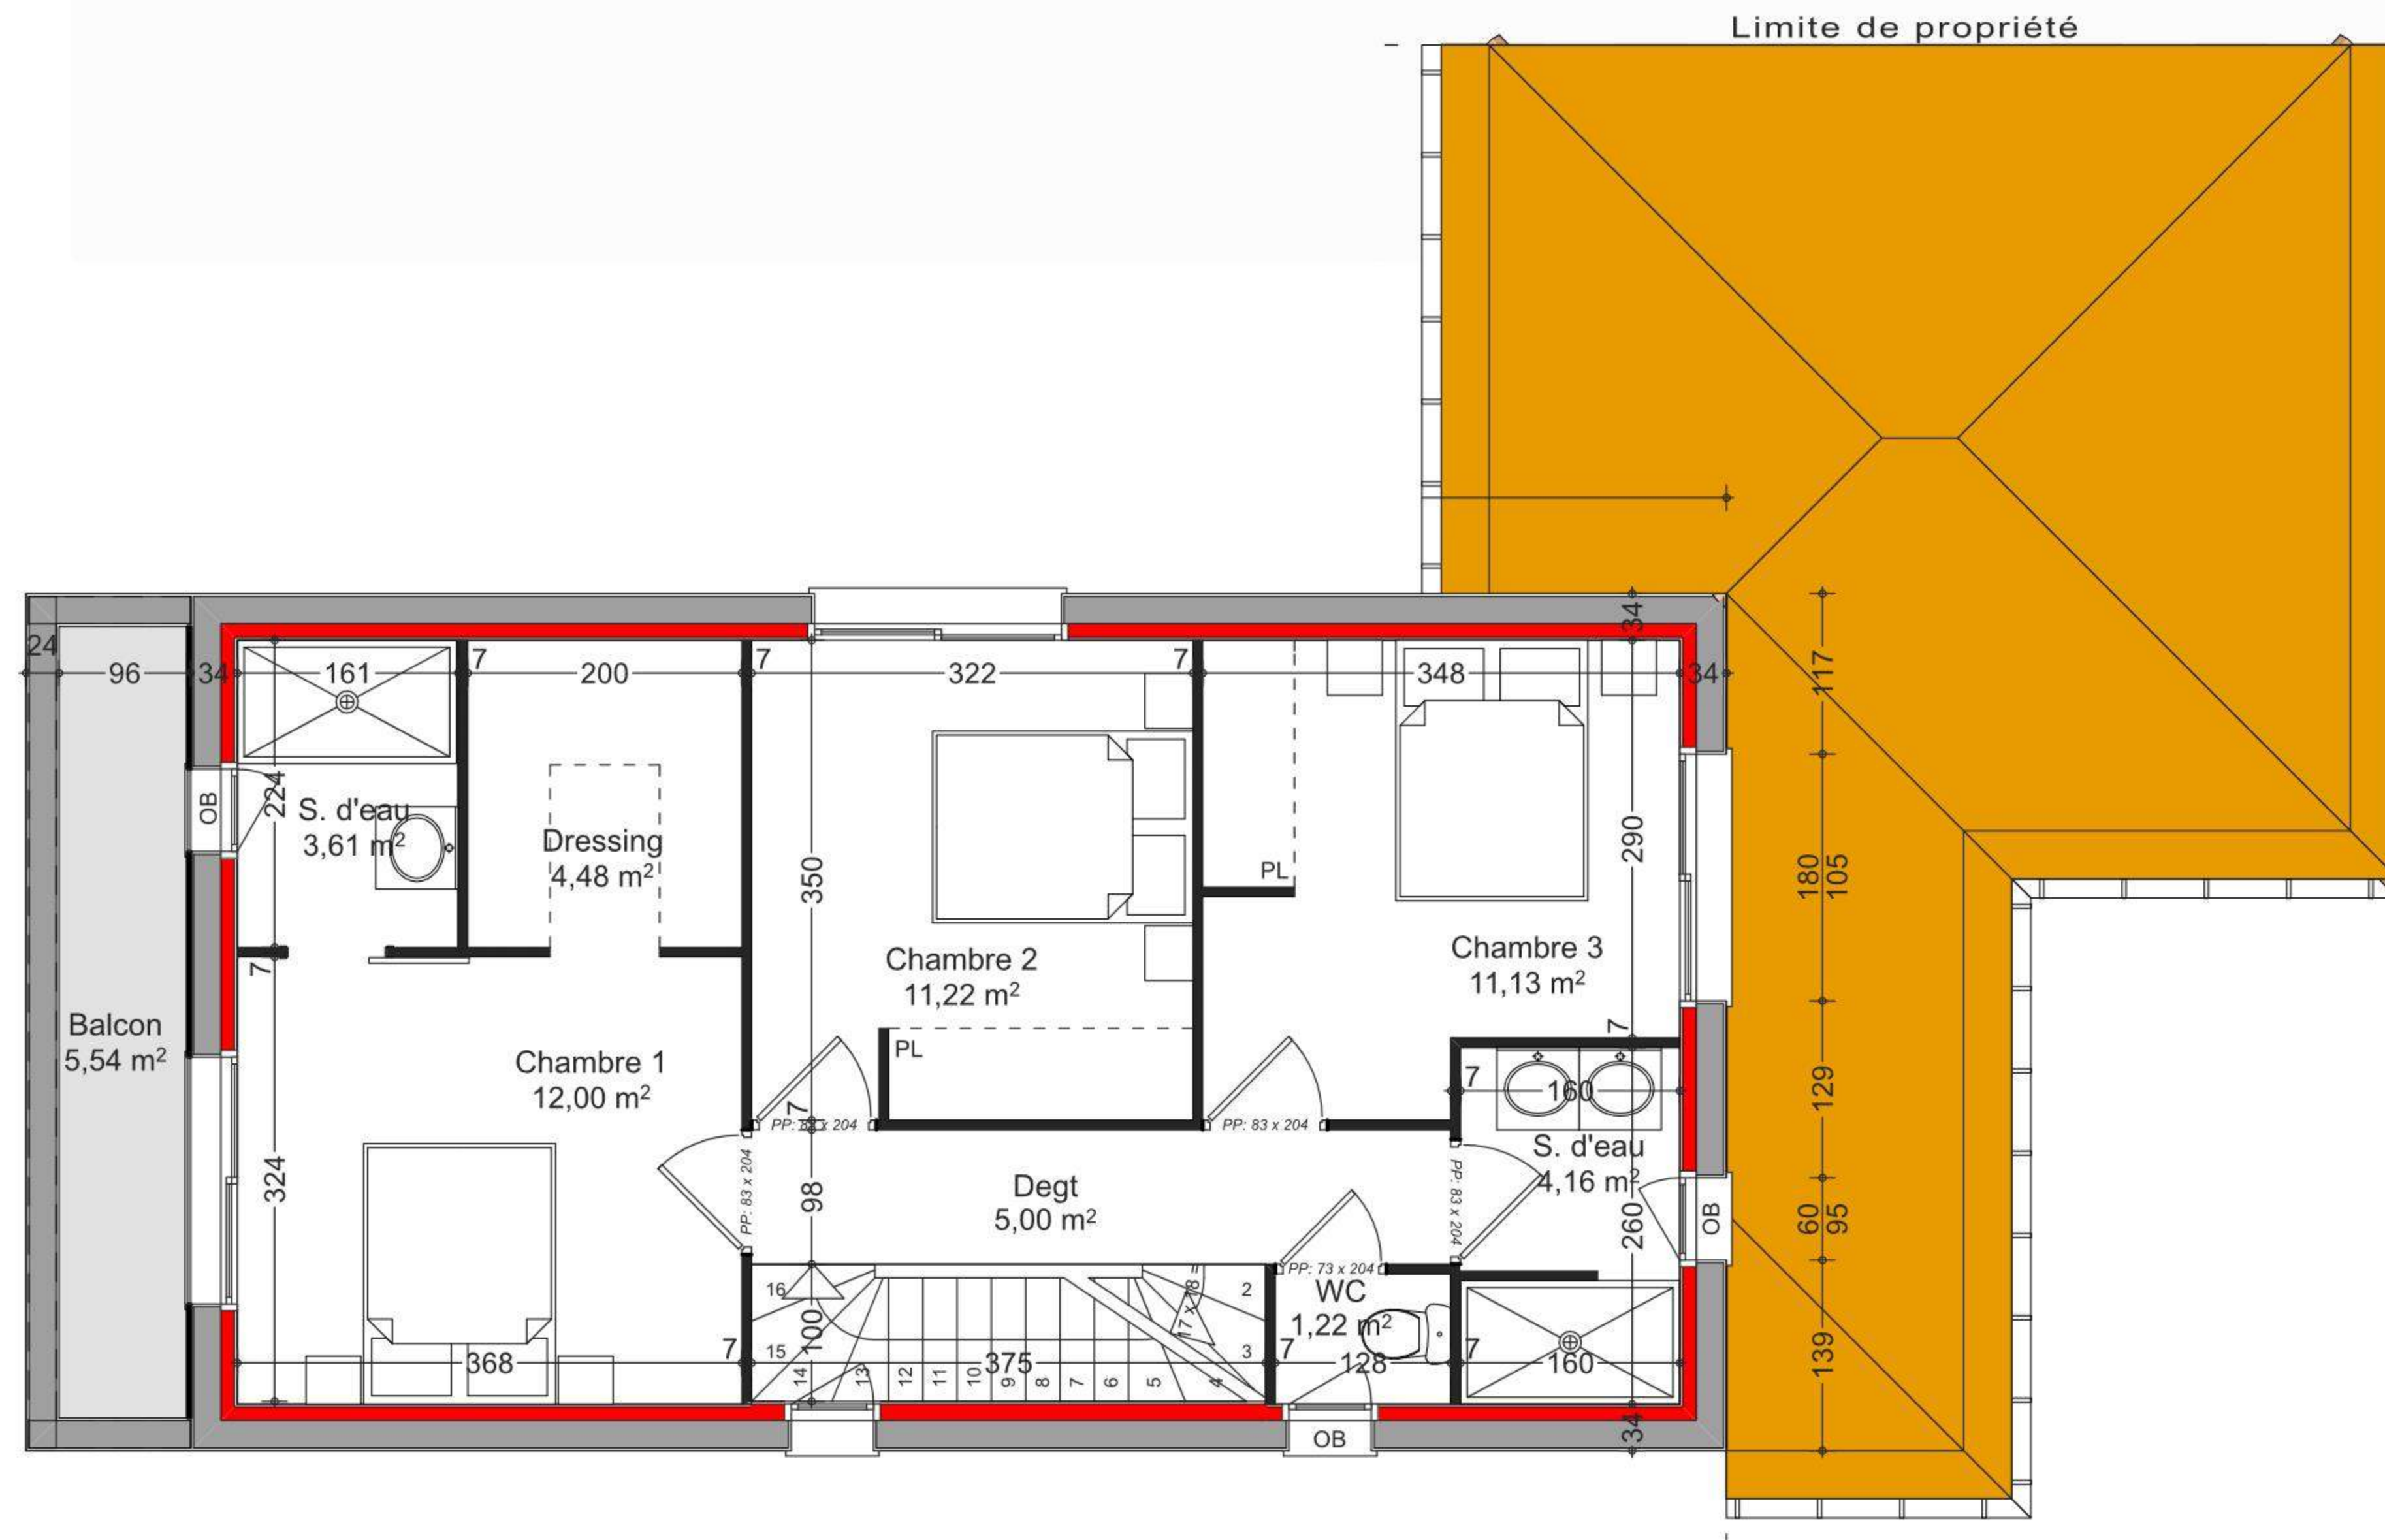 Limite de propriété
24
96
34
161
7
200
7
322
7
348
34
34
117
OB
224
S. d'eau
3,61 m²
Dressing
4,48 m²
350
290
PL
180
105
Chambre 2
11,22 m²
Chambre 3
11,13 m²
7
Balcon
5,54 m²
Chambre 1
12,00 m²
PL
7
7
160
129
7
PP: 83 x 204
PP: 83 x 204
PP: 83 x 204
PP: 83 x 204
S. d'eau
4,16 m²
324
98
Degt
5,00 m²
260
OB
60
95
PP: 73 x 204
WC
1,22 m²
16
15
14
13
12
11
10
9
8
7
6
5
4
3
2
17 x 18 =
100
368
7
375
7
128
7
160
139
OB
34